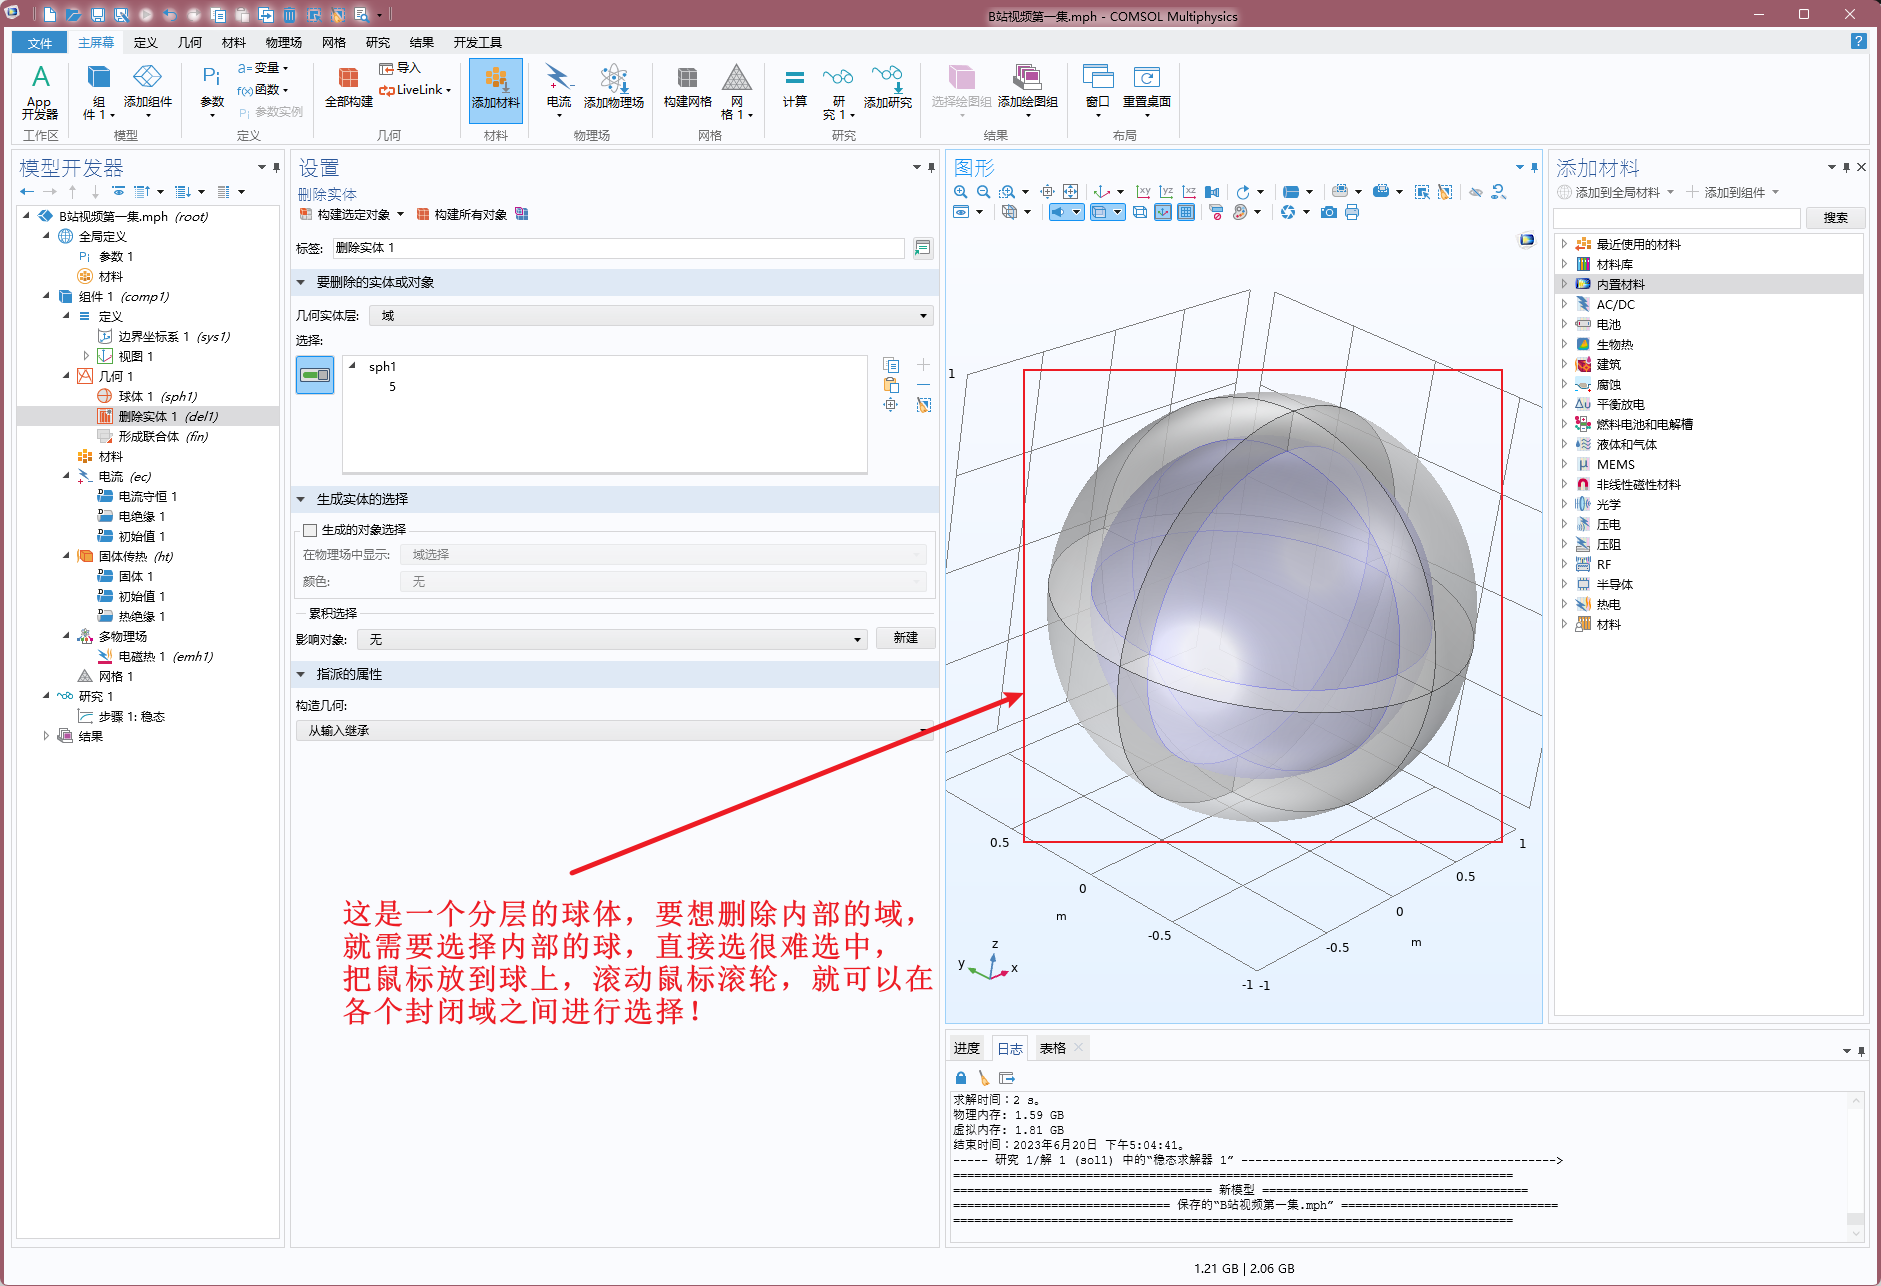 B站视频第一集.mph - COMSOL Multiphysics
文件 主屏幕 定义 几何 材料 物理场 网格 研究 结果 开发工具
App 开发器
工作区
组件 1
添加组件
模型
Pi 参数
a= 变量
f(x) 函数
Pi 参数实例
定义
全部构建
导入
LiveLink
几何
添加材料
材料
电流
添加物理场
物理场
构建网格
网格 1
网格
计算
研究 1
添加研究
研究
选择绘图组
添加绘图组
结果
窗口
重置桌面
布局
模型开发器
B站视频第一集.mph (root)
全局定义
Pi 参数 1
材料
组件 1 (comp1)
定义
边界坐标系 1 (sys1)
视图 1
几何 1
球体 1 (sph1)
删除实体 1 (del1)
形成联合体 (fin)
材料
电流 (ec)
电流守恒 1
电绝缘 1
初始值 1
固体传热 (ht)
固体 1
初始值 1
热绝缘 1
多物理场
电磁热 1 (emh1)
网格 1
研究 1
步骤 1: 稳态
结果
设置
删除实体
构建选定对象 构建所有对象
标签: 删除实体 1
要删除的实体或对象
几何实体层: 域
选择:
sph1
5
生成实体的选择
生成的对象选择
在物理场中显示: 域选择
颜色: 无
累积选择
影响对象: 无 新建
指派的属性
构造几何:
从输入继承
这是一个分层的球体，要想删除内部的域，
就需要选择内部的球，直接选很难选中，
把鼠标放到球上，滚动鼠标滚轮，就可以在
各个封闭域之间进行选择！
图形
xy yz xz
1
0.5
0
m
-0.5
-1 -1
-0.5
m
0
0.5
1
z
y x
添加材料
添加到全局材料 添加到组件
搜索
最近使用的材料
材料库
内置材料
AC/DC
电池
生物热
建筑
腐蚀
平衡放电
燃料电池和电解槽
液体和气体
MEMS
非线性磁性材料
光学
压电
压阻
RF
半导体
热电
材料
进度 日志 表格
求解时间：2 s。
物理内存: 1.59 GB
虚拟内存: 1.81 GB
结束时间：2023年6月20日 下午5:04:41。
----- 研究 1/解 1 (sol1) 中的“稳态求解器 1” --------------------------------------------->
================================================================================
===================================== 新模型 ======================================
=============================== 保存的“B站视频第一集.mph” ===============================
================================================================================
1.21 GB | 2.06 GB